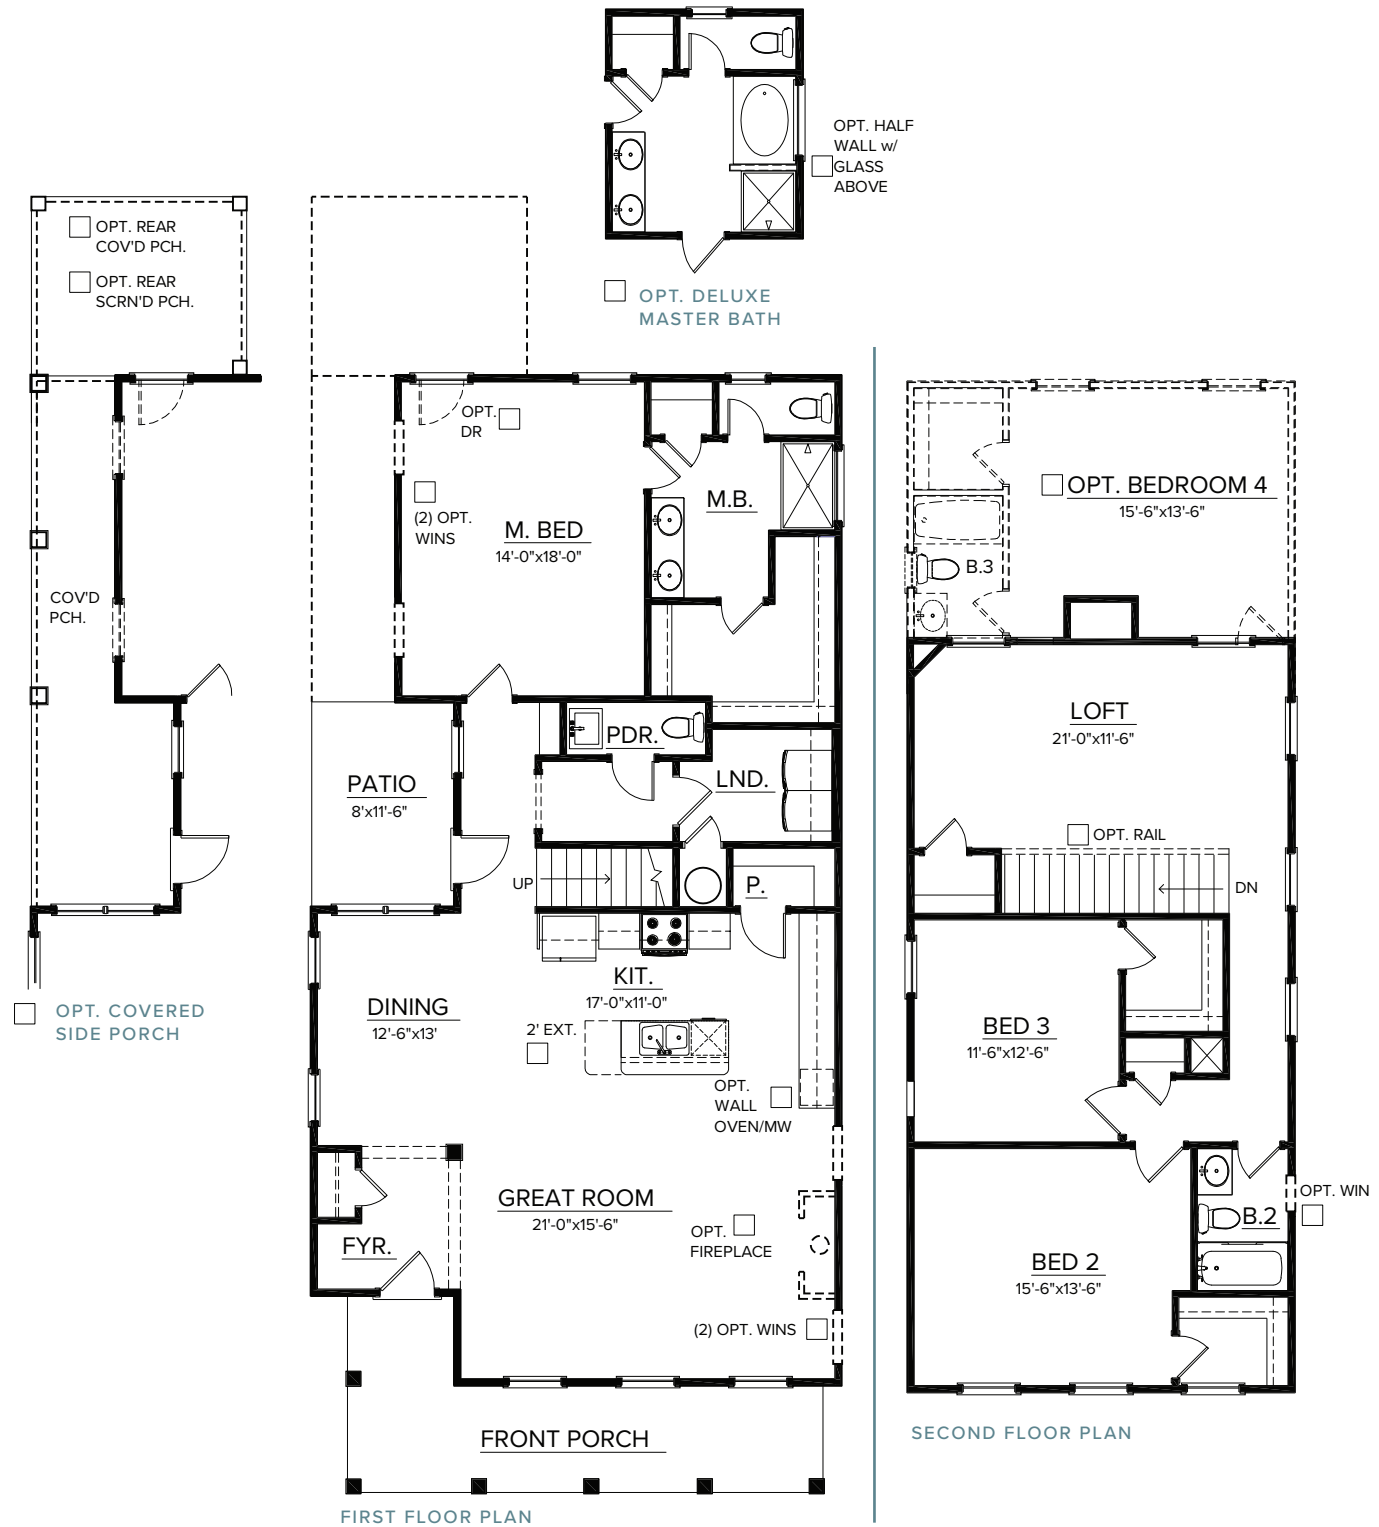 OPT. HALF
WALL w/
GLASS
ABOVE
OPT. DELUXE
MASTER BATH
OPT. REAR
COV'D PCH.
OPT. REAR
SCRN'D PCH.
COV'D
PCH.
OPT. COVERED
SIDE PORCH
OPT.
DR
(2) OPT.
WINS
M. BED
14'-0"x18'-0"
M.B.
PDR.
LND.
PATIO
8'x11'-6"
UP
P.
KIT.
17'-0"x11'-0"
DINING
12'-6"x13'
2' EXT.
OPT.
WALL
OVEN/MW
GREAT ROOM
21'-0"x15'-6"
OPT.
FIREPLACE
FYR.
(2) OPT. WINS
FRONT PORCH
FIRST FLOOR PLAN
OPT. BEDROOM 4
15'-6"x13'-6"
B.3
LOFT
21'-0"x11'-6"
OPT. RAIL
DN
BED 3
11'-6"x12'-6"
OPT. WIN
B.2
BED 2
15'-6"x13'-6"
SECOND FLOOR PLAN